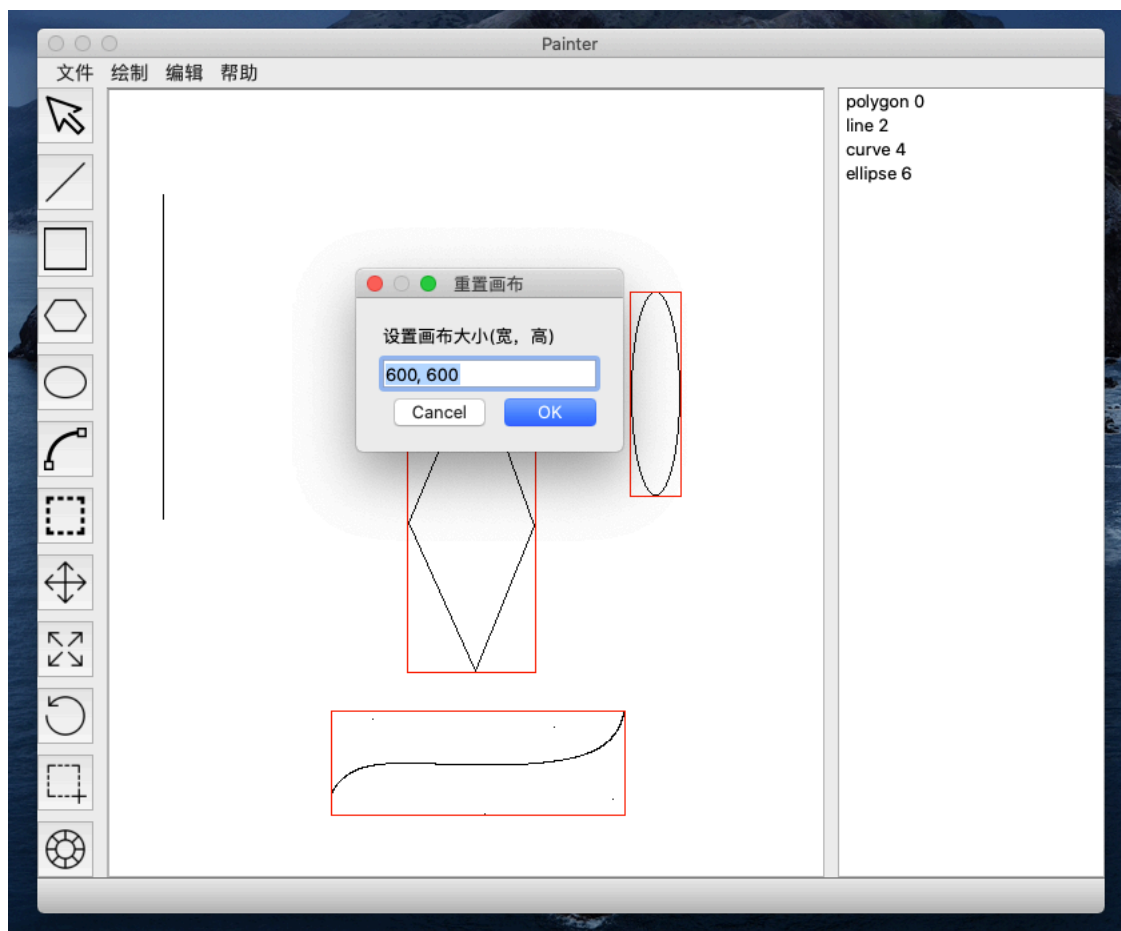 Painter
文件 绘制 编辑 帮助
polygon 0
line 2
curve 4
ellipse 6
重置画布
设置画布大小(宽，高)
600, 600
Cancel OK